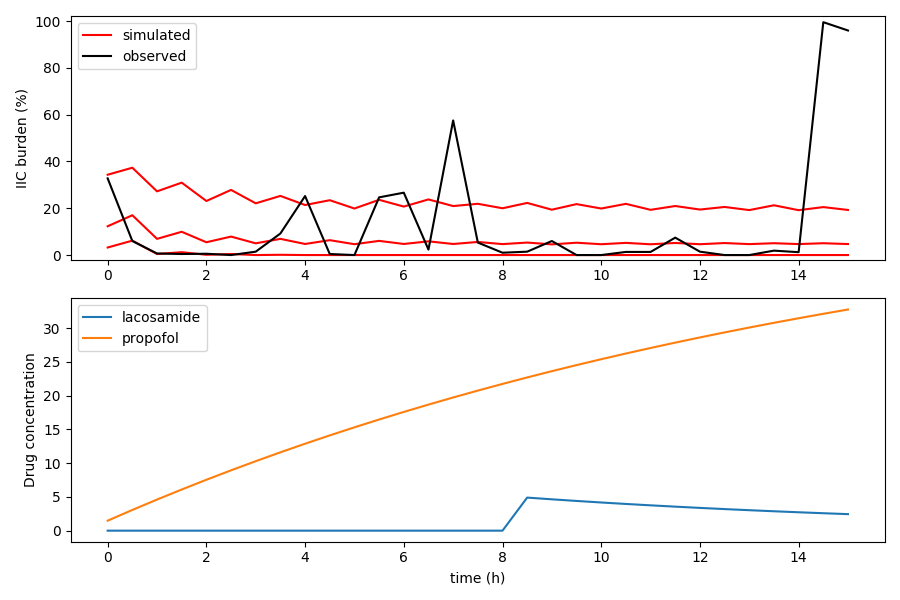 100
80
60
40
20
0
IIC burden (%)
simulated
observed
0 2 4 6 8 10 12 14
30
25
20
15
10
5
0
Drug concentration
lacosamide
propofol
0 2 4 6 8 10 12 14
time (h)